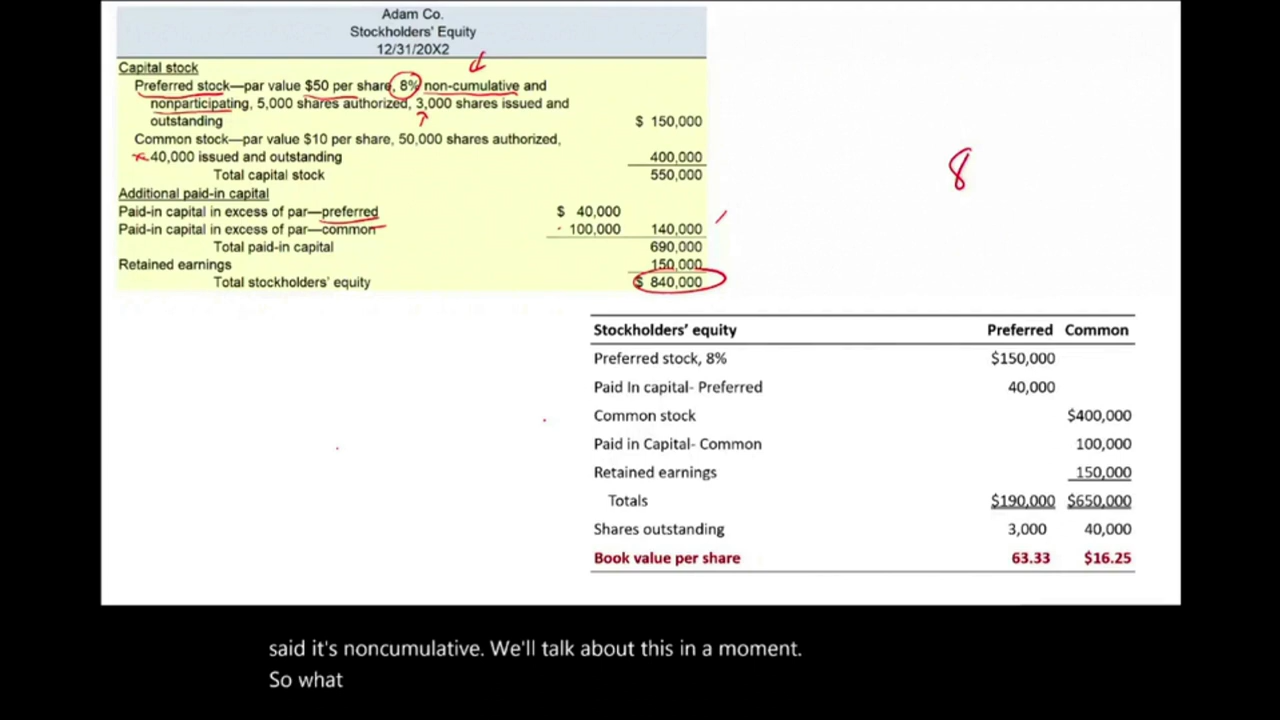 Adam Co.
Stockholders' Equity
12/31/20X2
Capital stock
Preferred stock—par value $50 per share, 8% non-cumulative and
nonparticipating, 5,000 shares authorized, 3,000 shares issued and
outstanding $ 150,000
Common stock—par value $10 per share, 50,000 shares authorized,
40,000 issued and outstanding 400,000
Total capital stock 550,000
Additional paid-in capital
Paid-in capital in excess of par—preferred $ 40,000
Paid-in capital in excess of par—common 100,000 140,000
Total paid-in capital 690,000
Retained earnings 150,000
Total stockholders' equity $ 840,000
8
Stockholders’ equity Preferred Common
Preferred stock, 8% $150,000
Paid In capital- Preferred 40,000
Common stock $400,000
Paid in Capital- Common 100,000
Retained earnings 150,000
Totals $190,000 $650,000
Shares outstanding 3,000 40,000
Book value per share 63.33 $16.25
said it's noncumulative. We'll talk about this in a moment.
So what